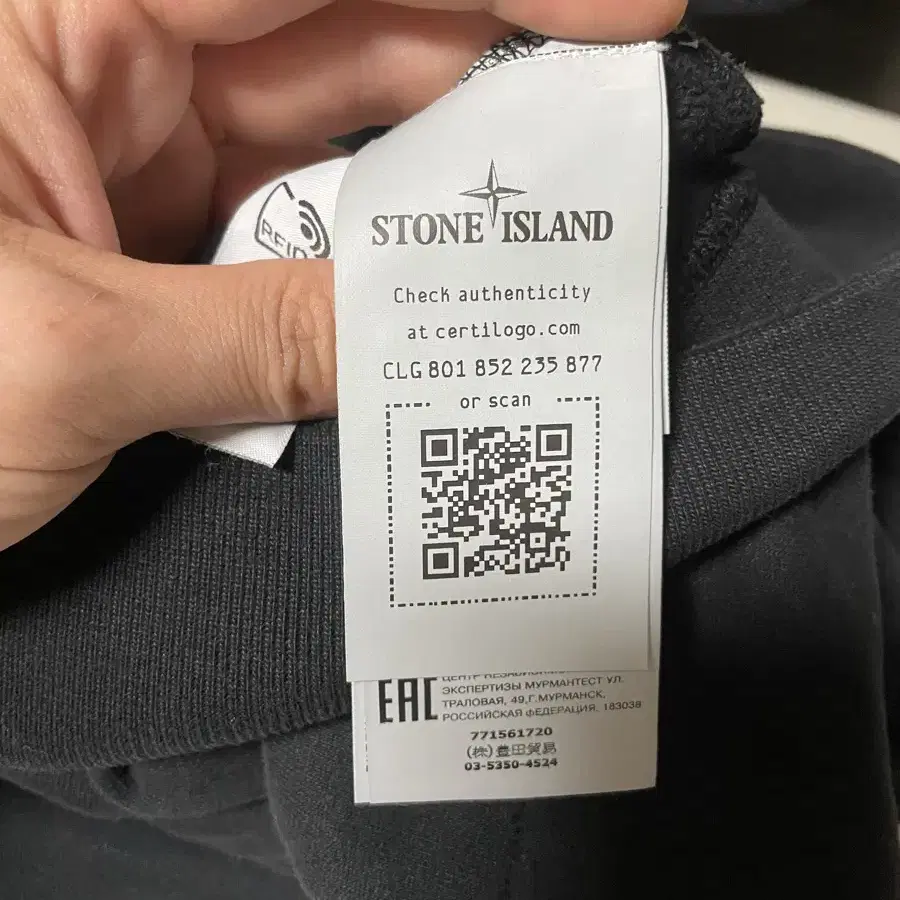 RFID
STONE ISLAND
Check authenticity
at certilogo.com
CLG 801 852 235 877
or scan
EAC
ЭКСПЕРТИЗЫ МУРМАНТЕСТ УЛ.
ТРАЛОВАЯ, 49,Г.МУРМАНСК,
РОССИЙСКАЯ ФЕДЕРАЦИЯ, 183038
771561720
(株)豊田貿易
03-5350-4524